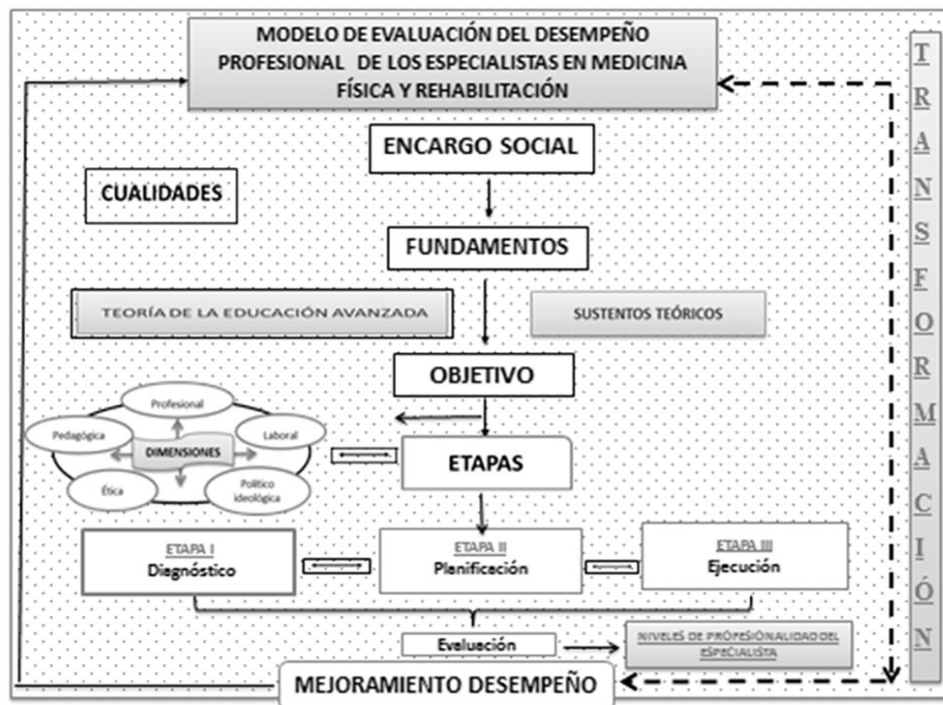 MODELO DE EVALUACIÓN DEL DESEMPEÑO
PROFESIONAL DE LOS ESPECIALISTAS EN MEDICINA
FÍSICA Y REHABILITACIÓN
ENCARGO SOCIAL
CUALIDADES
FUNDAMENTOS
TEORÍA DE LA EDUCACIÓN AVANZADA
SUSTENTOS TEÓRICOS
OBJETIVO
Profesional
Pedagógica
Laboral
DIMENSIONES
Ética
Político
ideológica
ETAPAS
ETAPA I
Diagnóstico
ETAPA II
Planificación
ETAPA III
Ejecución
Evaluación
NIVELES DE PROFESIONALIDAD DEL
ESPECIALISTA
MEJORAMIENTO DESEMPEÑO
TRANSFORMACIÓN